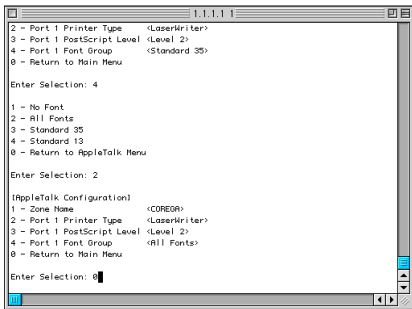 1.1.1.1 1
2 - Port 1 Printer Type <LaserWriter>
3 - Port 1 PostScript Level <Level 2>
4 - Port 1 Font Group <Standard 35>
0 - Return to Main Menu
Enter Selection: 4
1 - No Font
2 - All Fonts
3 - Standard 35
4 - Standard 13
0 - Return to AppleTalk Menu
Enter Selection: 2
[AppleTalk Configuration]
1 - Zone Name <COREGA>
2 - Port 1 Printer Type <LaserWriter>
3 - Port 1 PostScript Level <Level 2>
4 - Port 1 Font Group <All Fonts>
0 - Return to Main Menu
Enter Selection: 0